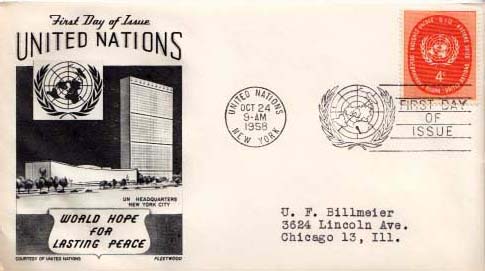 First Day of Issue
UNITED NATIONS
UN HEADQUARTERS
NEW YORK CITY
WORLD HOPE
FOR
LASTING PEACE
COURTESY OF UNITED NATIONS
FLEETWOOD
UNITED NATIONS
OCT 24
9-AM
1958
NEW YORK
FIRST DAY
OF
ISSUE
4c
U. F. Billmeier
3624 Lincoln Ave.
Chicago 13, Ill.